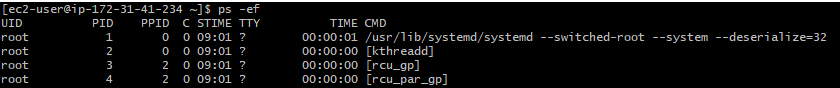 [ec2-user@ip-172-31-41-234 ~]$ ps -ef
UID PID PPID C STIME TTY TIME CMD
root 1 0 0 09:01 ? 00:00:01 /usr/lib/systemd/systemd --switched-root --system --deserialize=32
root 2 0 0 09:01 ? 00:00:00 [kthreadd]
root 3 2 0 09:01 ? 00:00:00 [rcu_gp]
root 4 2 0 09:01 ? 00:00:00 [rcu_par_gp]